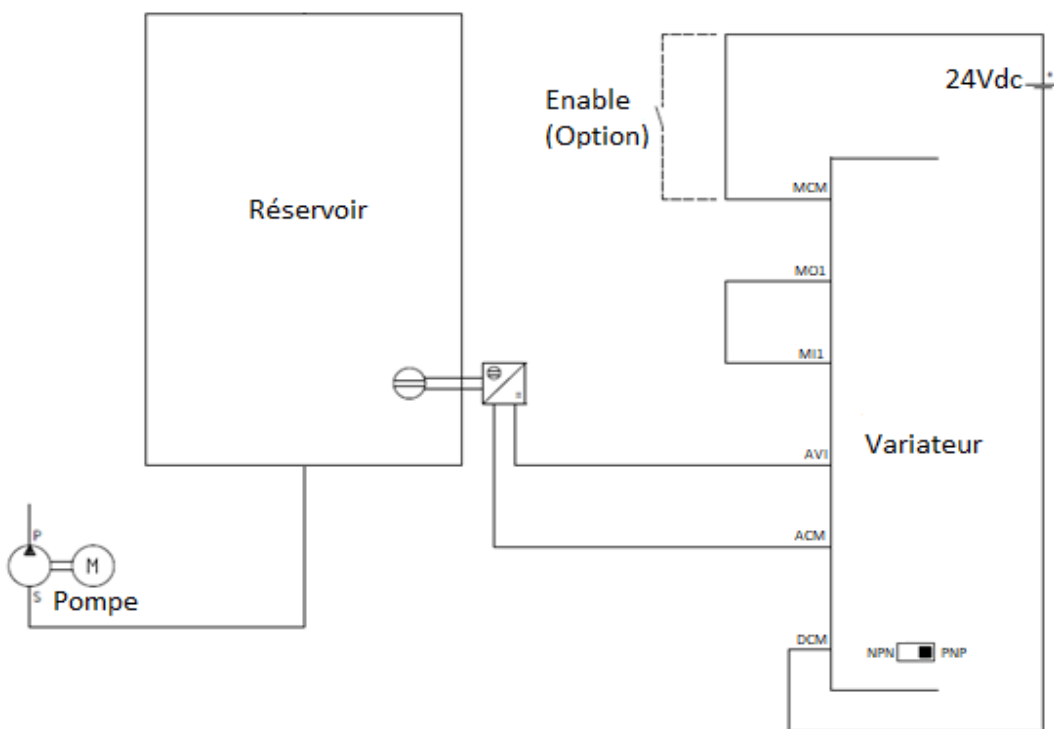 24Vdc
Enable
(Option)
MCM
Réservoir
MO1
MI1
Variateur
AVI
ACM
P
M
S
Pompe
DCM
NPN PNP